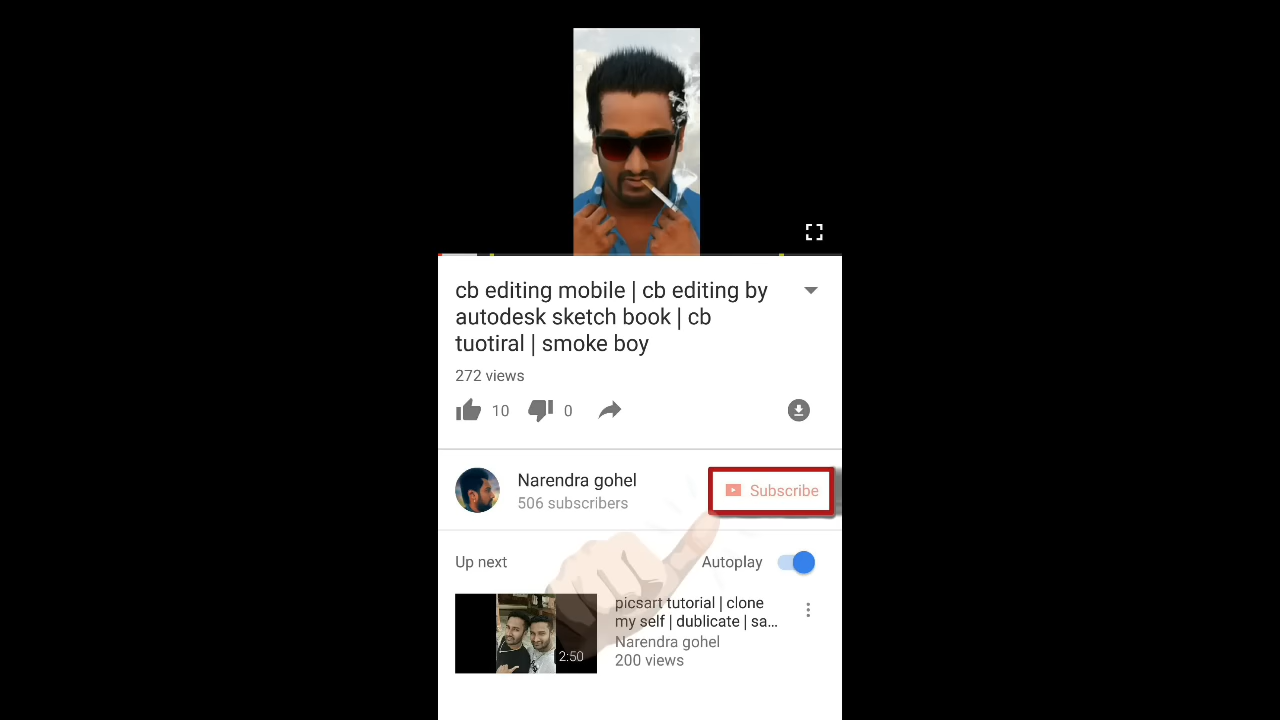 cb editing mobile | cb editing by
autodesk sketch book | cb
tuotiral | smoke boy
272 views
10 0
Narendra gohel
506 subscribers
Subscribe
Up next
Autoplay
2:50
picsart tutorial | clone
my self | dublicate | sa...
Narendra gohel
200 views